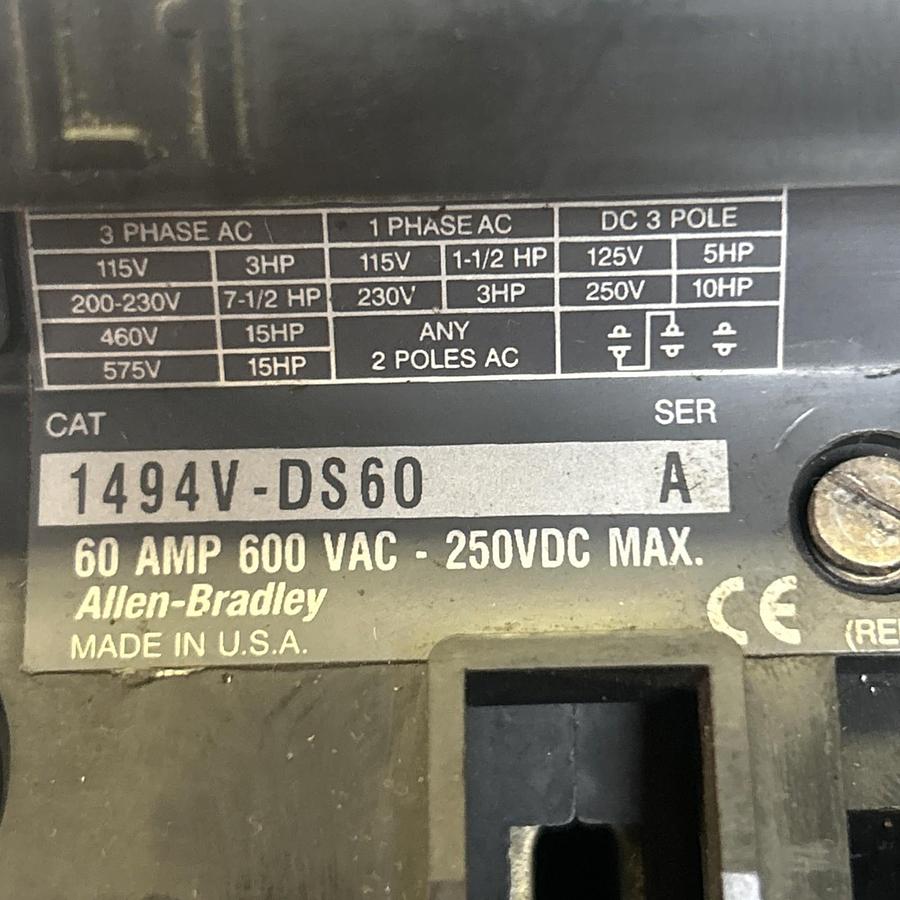 L1
3 PHASE AC 1 PHASE AC DC 3 POLE
115V 3HP 115V 1-1/2 HP 125V 5HP
200-230V 7-1/2 HP 230V 3HP 250V 10HP
460V 15HP ANY
575V 15HP 2 POLES AC
CAT SER
1494V-DS60 A
60 AMP 600 VAC - 250VDC MAX.
Allen-Bradley
MADE IN U.S.A.
CE